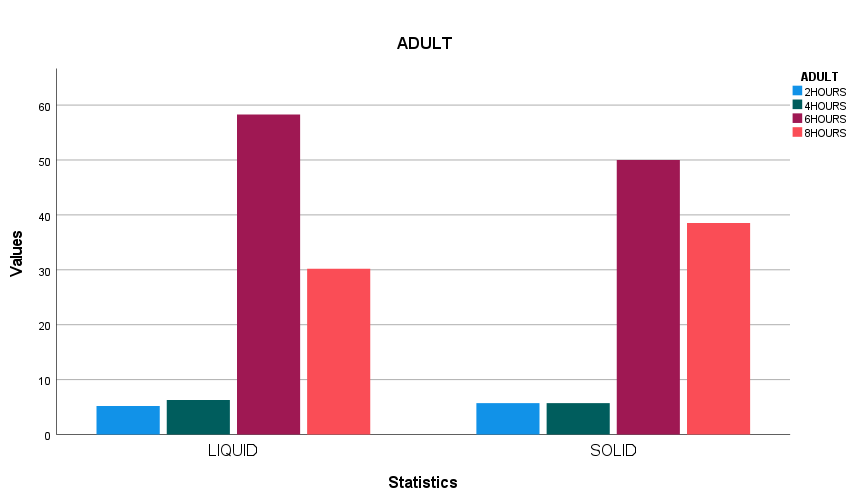 ADULT
ADULT
2HOURS
4HOURS
6HOURS
8HOURS
Values
60
50
40
30
20
10
0
LIQUID SOLID
Statistics